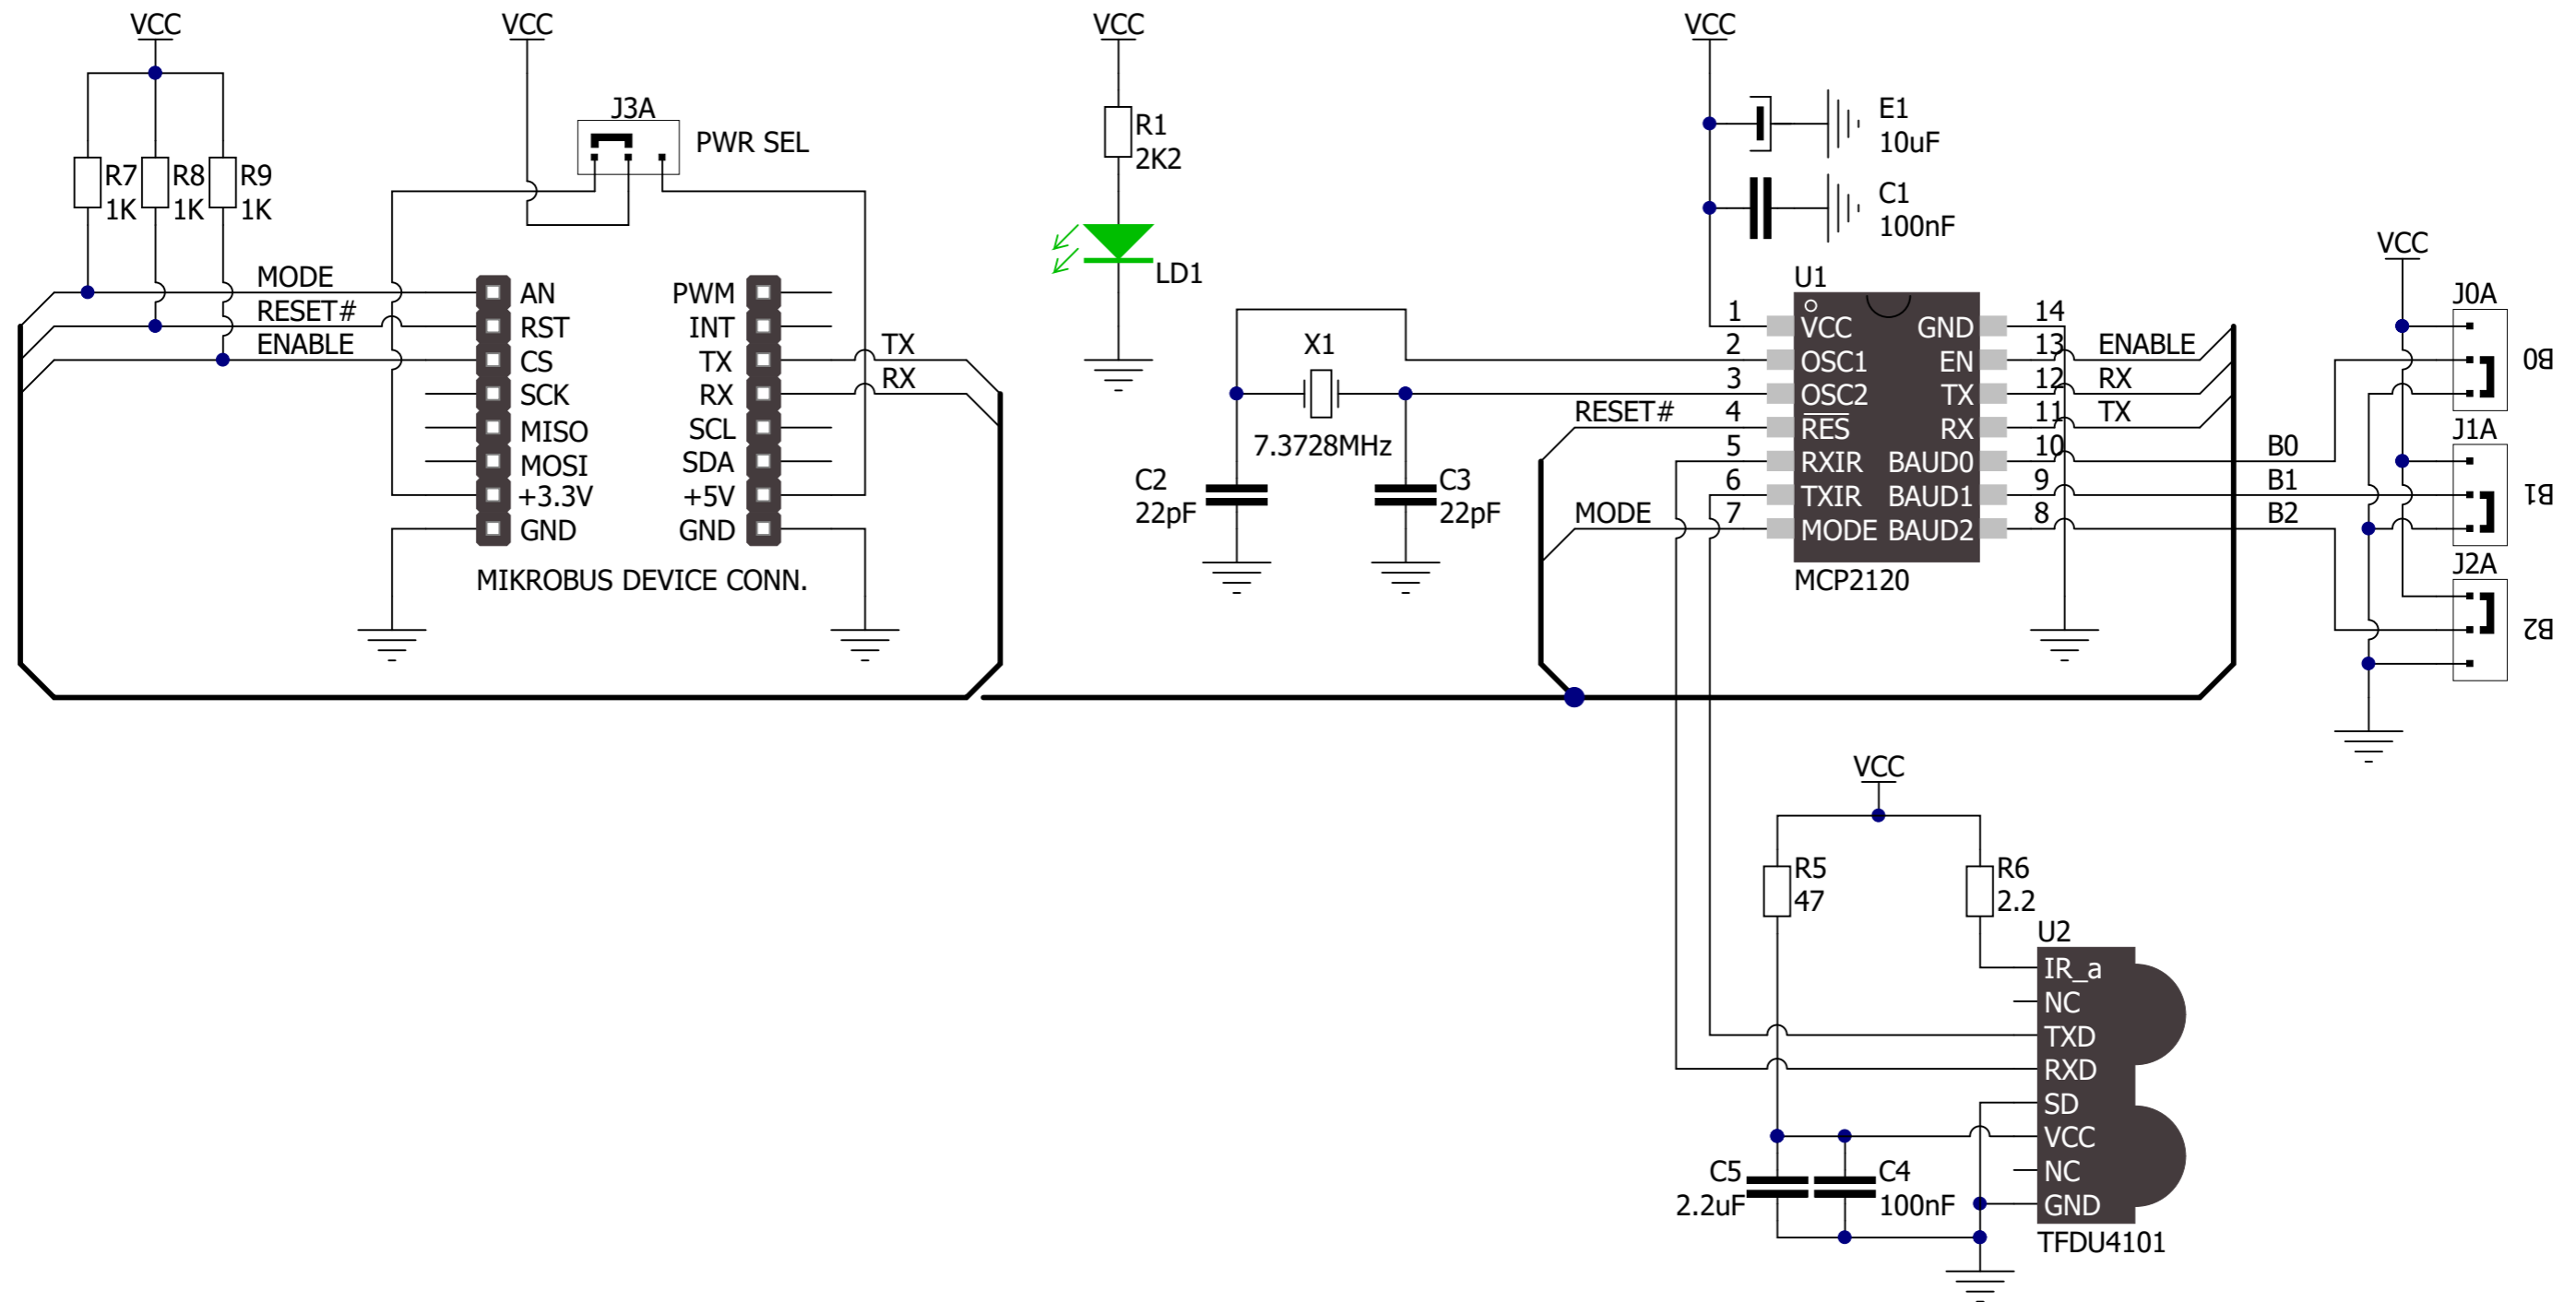 VCC
VCC
VCC
VCC
J3A
PWR SEL
R7
1K
R8
1K
R9
1K
R1
2K2
LD1
E1
10uF
C1
100nF
MODE
RESET#
ENABLE
AN
RST
CS
SCK
MISO
MOSI
+3.3V
GND
PWM
INT
TX
RX
SCL
SDA
+5V
GND
TX
RX
MIKROBUS DEVICE CONN.
X1
7.3728MHz
C2
22pF
C3
22pF
RESET#
MODE
U1
1
2
3
4
5
6
7
VCC
OSC1
OSC2
RES
RXIR
TXIR
MODE
GND
EN
TX
RX
BAUD0
BAUD1
BAUD2
14
13
12
11
10
9
8
MCP2120
ENABLE
RX
TX
B0
B1
B2
VCC
J0A
B0
J1A
B1
J2A
B2
VCC
R5
47
R6
2.2
U2
IR_a
NC
TXD
RXD
SD
VCC
NC
GND
TFDU4101
C5
2.2uF
C4
100nF